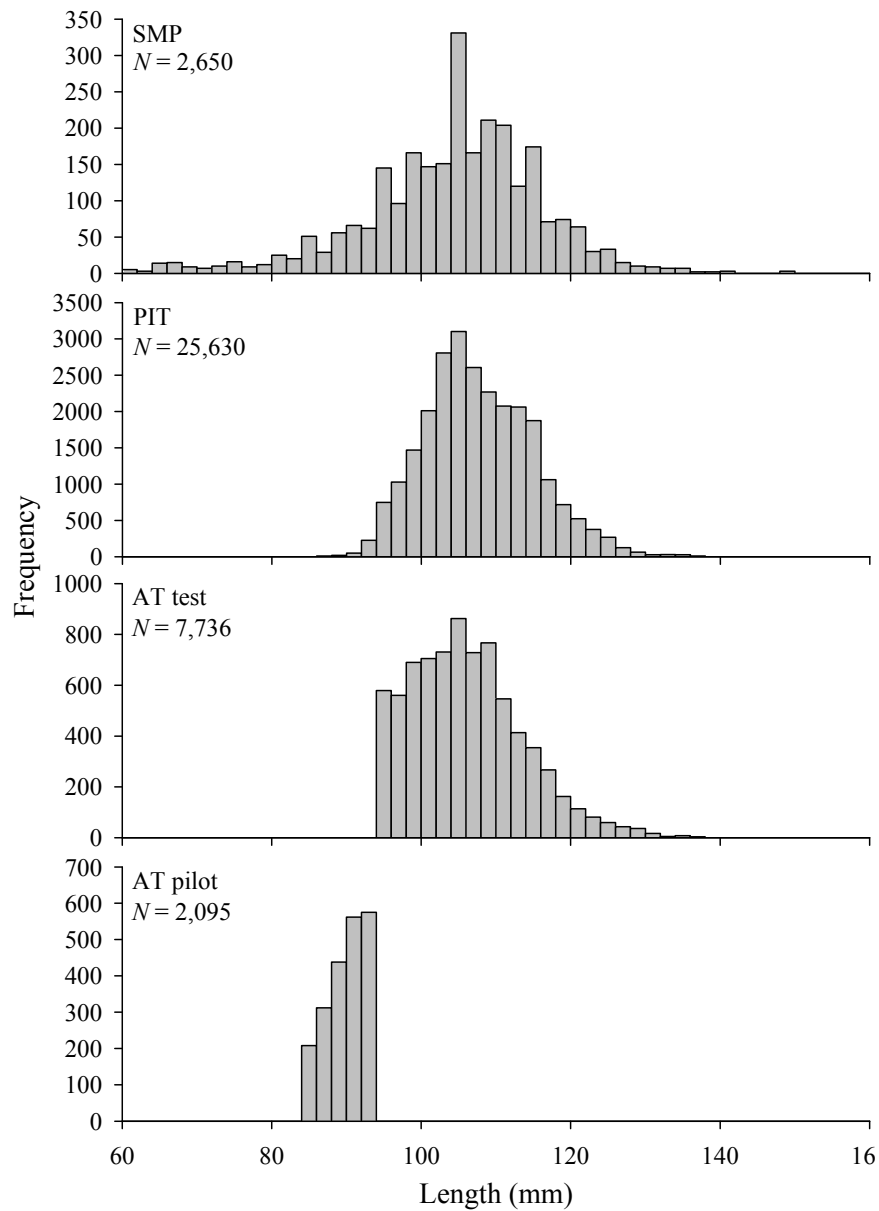 350
300
250
200
150
100
50
0
SMP
N = 2,650
3500
3000
2500
2000
1500
1000
500
0
PIT
N = 25,630
Frequency
1000
800
600
400
200
0
AT test
N = 7,736
700
600
500
400
300
200
100
0
AT pilot
N = 2,095
60 80 100 120 140 16
Length (mm)